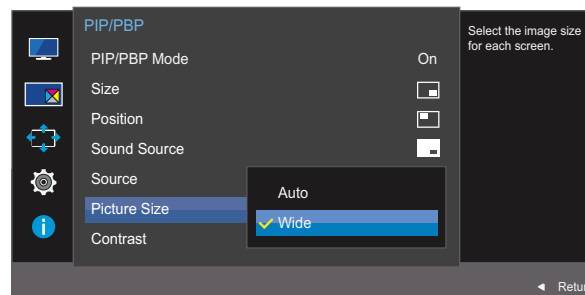 PIP/PBP
PIP/PBP Mode On
Size
Position
Sound Source
Source
Picture Size
Contrast
Auto
Wide
Select the image size
for each screen.